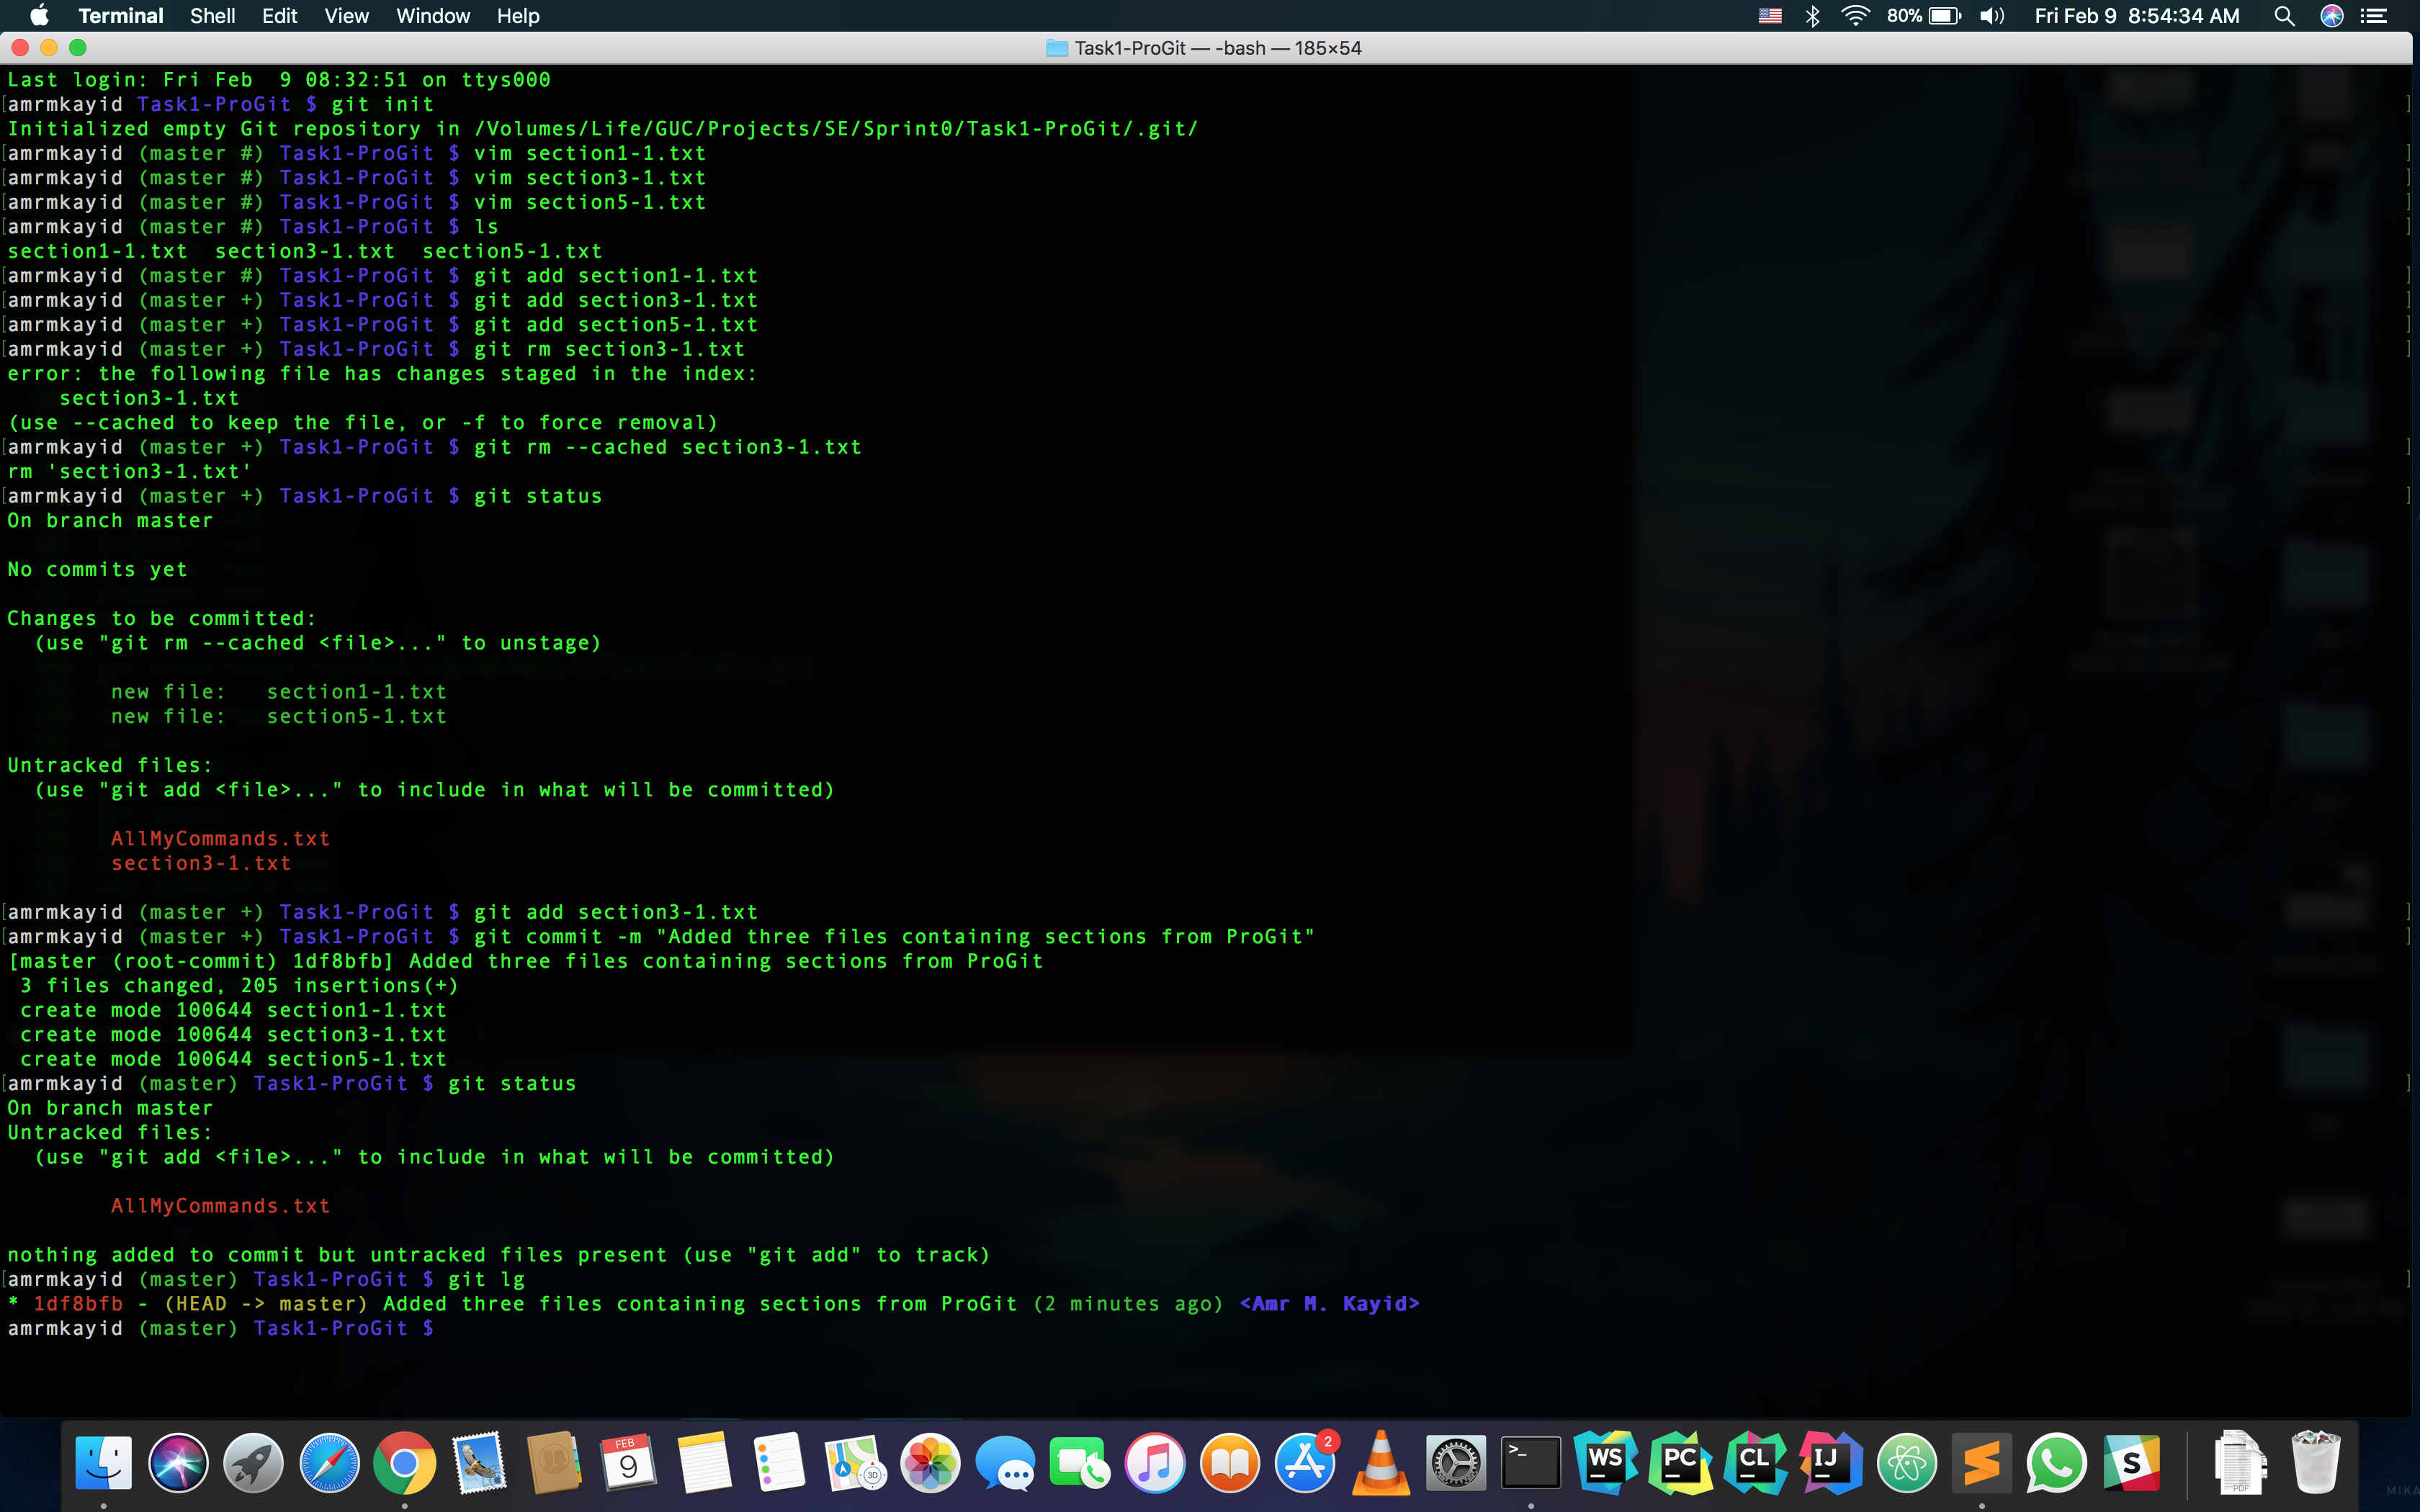 Terminal Shell Edit View Window Help 80% Fri Feb 9 8:54:34 AM
Task1-ProGit — -bash — 185×54
Last login: Fri Feb  9 08:32:51 on ttys000
[amrmkayid Task1-ProGit $ git init ]
Initialized empty Git repository in /Volumes/Life/GUC/Projects/SE/Sprint0/Task1-ProGit/.git/
[amrmkayid (master #) Task1-ProGit $ vim section1-1.txt ]
[amrmkayid (master #) Task1-ProGit $ vim section3-1.txt ]
[amrmkayid (master #) Task1-ProGit $ vim section5-1.txt ]
[amrmkayid (master #) Task1-ProGit $ ls ]
section1-1.txt  section3-1.txt  section5-1.txt
[amrmkayid (master #) Task1-ProGit $ git add section1-1.txt ]
[amrmkayid (master +) Task1-ProGit $ git add section3-1.txt ]
[amrmkayid (master +) Task1-ProGit $ git add section5-1.txt ]
[amrmkayid (master +) Task1-ProGit $ git rm section3-1.txt ]
error: the following file has changes staged in the index:
    section3-1.txt
(use --cached to keep the file, or -f to force removal)
[amrmkayid (master +) Task1-ProGit $ git rm --cached section3-1.txt ]
rm 'section3-1.txt'
[amrmkayid (master +) Task1-ProGit $ git status ]
On branch master
No commits yet
Changes to be committed:
  (use "git rm --cached <file>..." to unstage)
        new file:   section1-1.txt
        new file:   section5-1.txt
Untracked files:
  (use "git add <file>..." to include in what will be committed)
        AllMyCommands.txt
        section3-1.txt
[amrmkayid (master +) Task1-ProGit $ git add section3-1.txt ]
[amrmkayid (master +) Task1-ProGit $ git commit -m "Added three files containing sections from ProGit" ]
[master (root-commit) 1df8bfb] Added three files containing sections from ProGit
 3 files changed, 205 insertions(+)
 create mode 100644 section1-1.txt
 create mode 100644 section3-1.txt
 create mode 100644 section5-1.txt
[amrmkayid (master) Task1-ProGit $ git status ]
On branch master
Untracked files:
  (use "git add <file>..." to include in what will be committed)
        AllMyCommands.txt
nothing added to commit but untracked files present (use "git add" to track)
[amrmkayid (master) Task1-ProGit $ git lg ]
* 1df8bfb - (HEAD -> master) Added three files containing sections from ProGit (2 minutes ago) <Amr M. Kayid>
amrmkayid (master) Task1-ProGit $
FEB 9 3D 2 >_ WS PC CL IJ S PDF